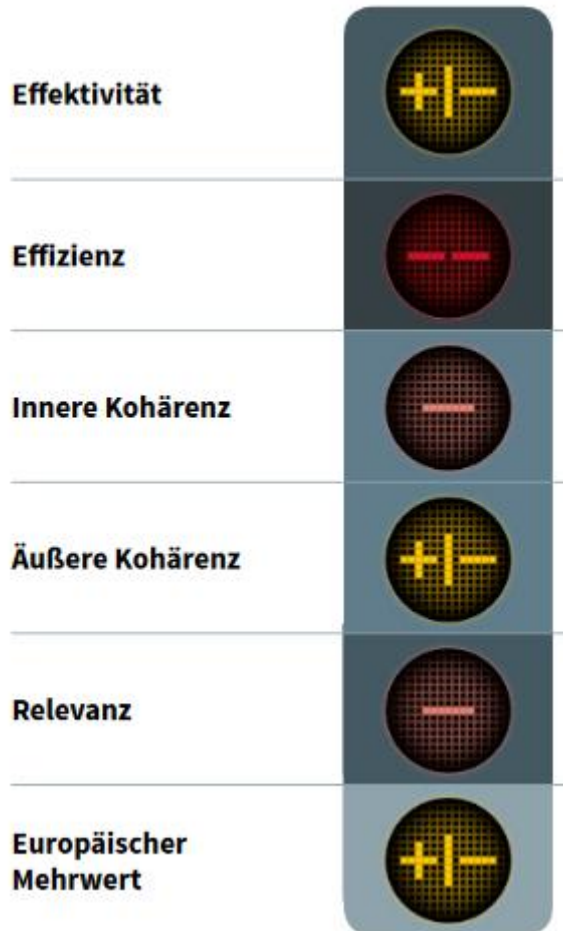 Effektivität
+|−
Effizienz
− −
Innere Kohärenz
−
Äußere Kohärenz
+|−
Relevanz
−
Europäischer
Mehrwert
+|−